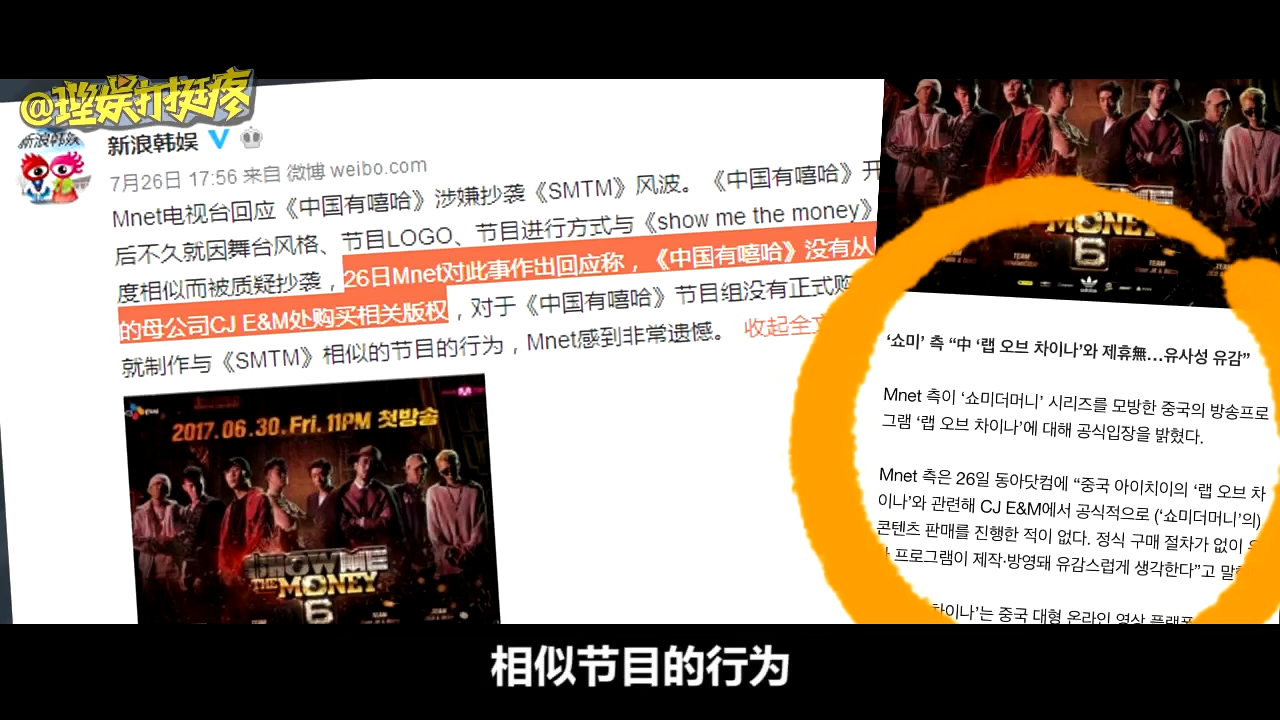 @理娱打挺疼
新浪韩娱
7月26日 17:56 来自 微博 weibo.com
Mnet电视台回应《中国有嘻哈》涉嫌抄袭《SMTM》风波。《中国有嘻哈》开
后不久就因舞台风格、节目LOGO、节目进行方式与《show me the money》
度相似而被质疑抄袭，26日Mnet对此事作出回应称，《中国有嘻哈》没有从
的母公司CJ E&M处购买相关版权，对于《中国有嘻哈》节目组没有正式购
就制作与《SMTM》相似的节目的行为，Mnet感到非常遗憾。 收起全文
2017.06.30.Fri. 11PM 첫방송
SHOW ME
THE MONEY
6
MONEY
6
TEAM
TEAM
adidas
‘쇼미’ 측 “中 ‘랩 오브 차이나’와 제휴無…유사성 유감”
Mnet 측이 ‘쇼미더머니’ 시리즈를 모방한 중국의 방송프로
그램 ‘랩 오브 차이나’에 대해 공식입장을 밝혔다.
Mnet 측은 26일 동아닷컴에 “중국 아이치이의 ‘랩 오브 차
이나’와 관련해 CJ E&M에서 공식적으로 (‘쇼미더머니’의)
콘텐츠 판매를 진행한 적이 없다. 정식 구매 절차가 없이
프로그램이 제작·방영돼 유감스럽게 생각한다”고 말
차이나’는 중국 대형 온라인 영상 플랫폼
相似节目的行为